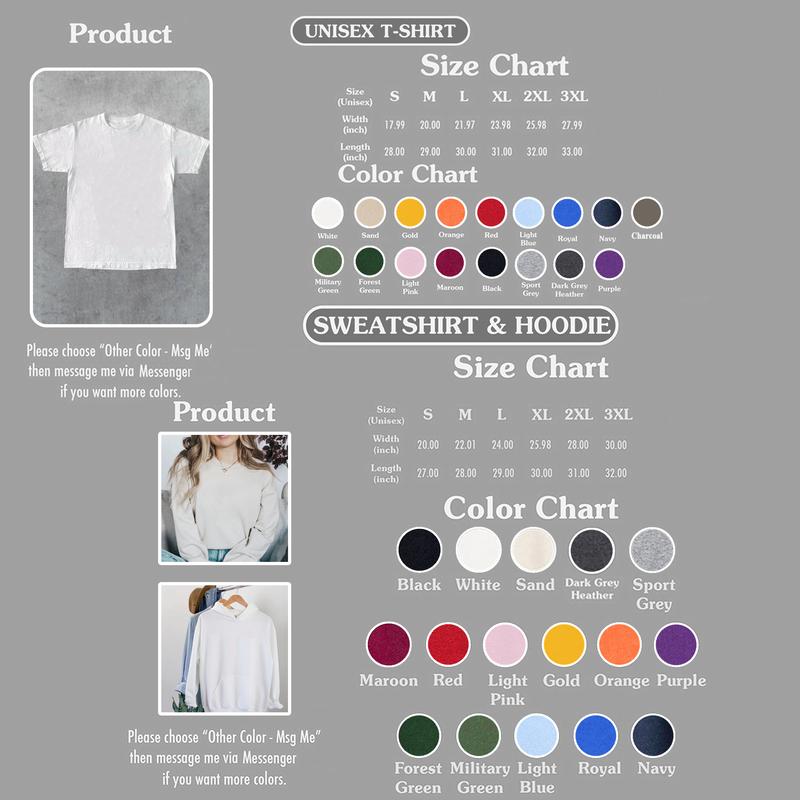 Product
Please choose “Other Color - Msg Me'
then message me via Messenger
if you want more colors.
UNISEX T-SHIRT
Size Chart
Size (Unisex) S M L XL 2XL 3XL
Width (inch) 17.99 20.00 21.97 23.98 25.98 27.99
Length (inch) 28.00 29.00 30.00 31.00 32.00 33.00
Color Chart
White Sand Gold Orange Red Light Blue Royal Navy Charcoal
Military Green Forest Green Light Pink Maroon Black Sport Grey Dark Grey Heather Purple
SWEATSHIRT & HOODIE
Size Chart
Size (Unisex) S M L XL 2XL 3XL
Width (inch) 20.00 22.01 24.00 25.98 28.00 30.00
Length (inch) 27.00 28.00 29.00 30.00 31.00 32.00
Color Chart
Black White Sand Dark Grey Heather Sport Grey
Maroon Red Light Pink Gold Orange Purple
Forest Green Military Green Light Blue Royal Navy
Product
Please choose “Other Color - Msg Me”
then message me via Messenger
if you want more colors.